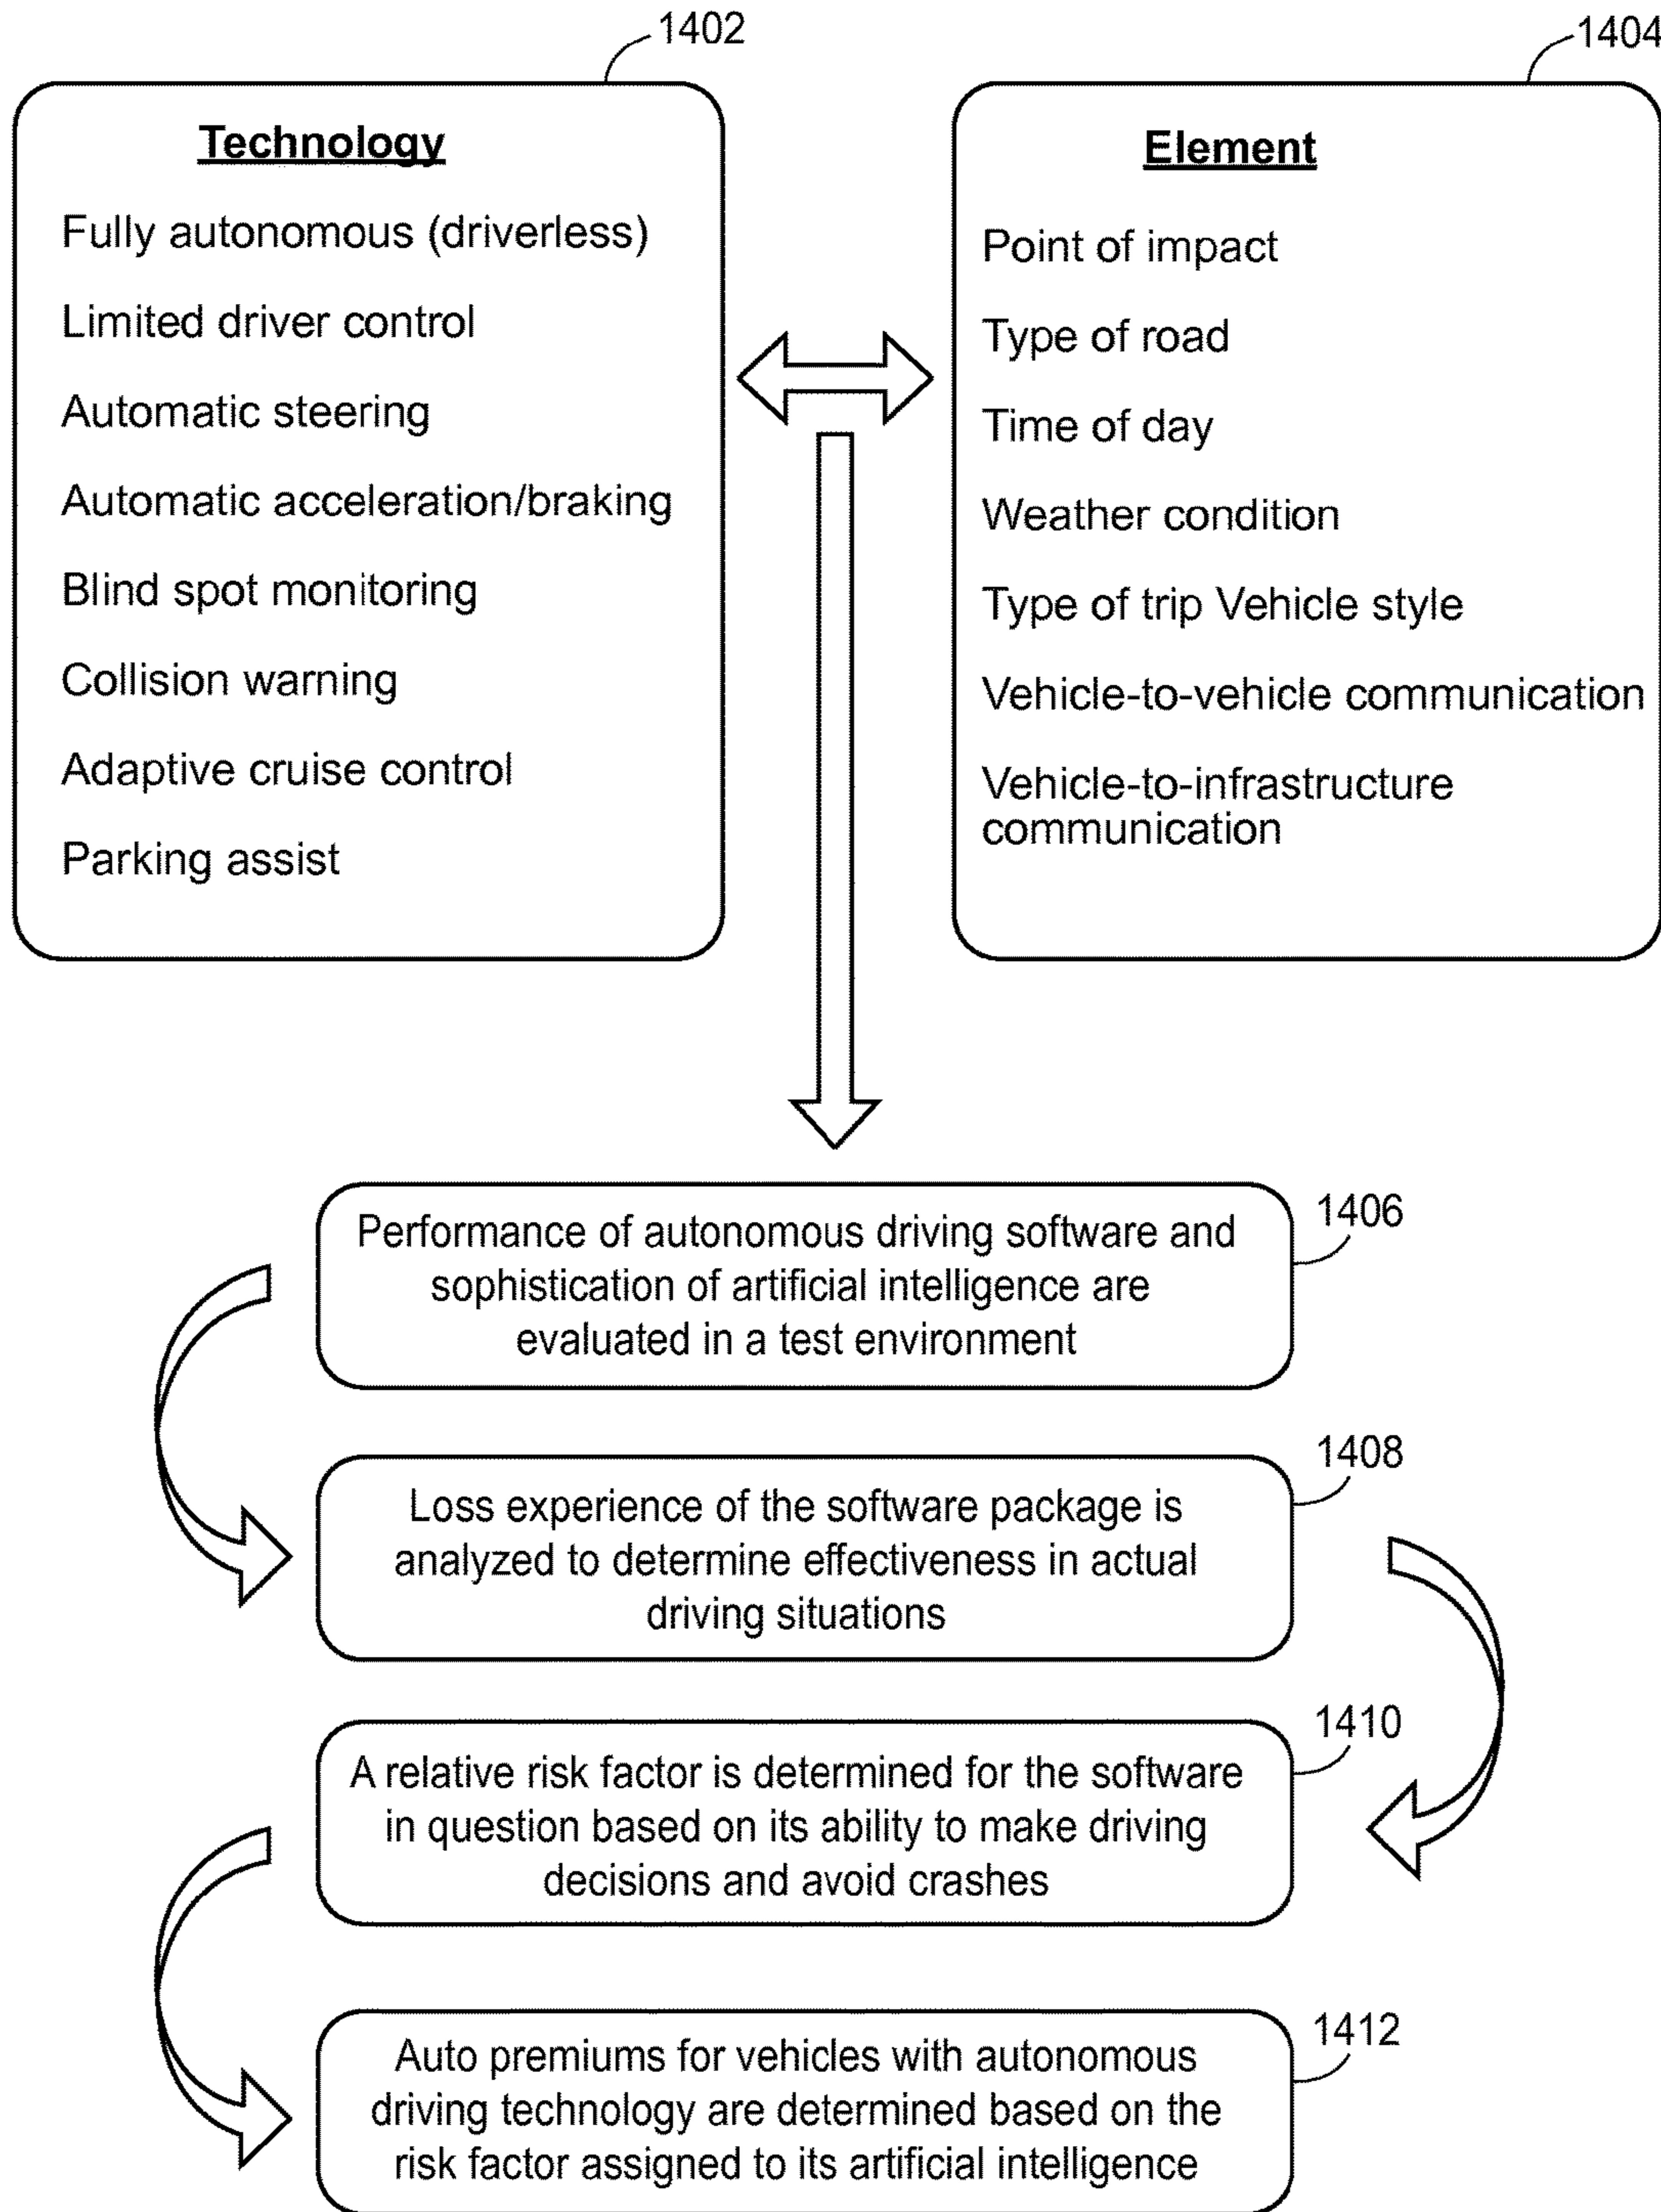 1402
Technology
Fully autonomous (driverless)
Limited driver control
Automatic steering
Automatic acceleration/braking
Blind spot monitoring
Collision warning
Adaptive cruise control
Parking assist
1404
Element
Point of impact
Type of road
Time of day
Weather condition
Type of trip Vehicle style
Vehicle-to-vehicle communication
Vehicle-to-infrastructure
communication
1406
Performance of autonomous driving software and
sophistication of artificial intelligence are
evaluated in a test environment
1408
Loss experience of the software package is
analyzed to determine effectiveness in actual
driving situations
1410
A relative risk factor is determined for the software
in question based on its ability to make driving
decisions and avoid crashes
1412
Auto premiums for vehicles with autonomous
driving technology are determined based on the
risk factor assigned to its artificial intelligence